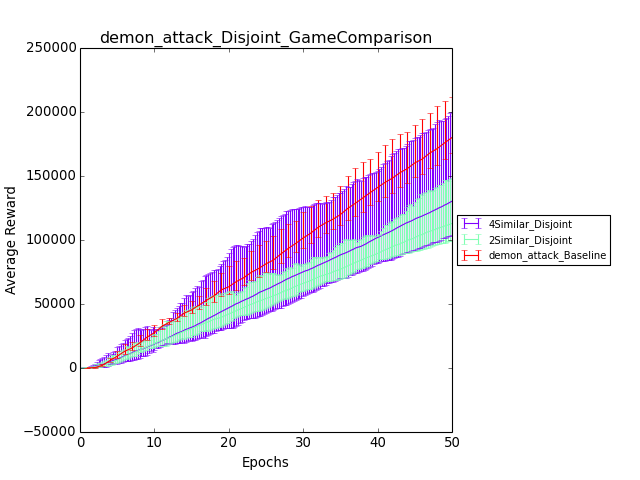 demon_attack_Disjoint_GameComparison
250000
200000
150000
100000
50000
0
−50000
Average Reward
0 10 20 30 40 50
Epochs
4Similar_Disjoint
2Similar_Disjoint
demon_attack_Baseline